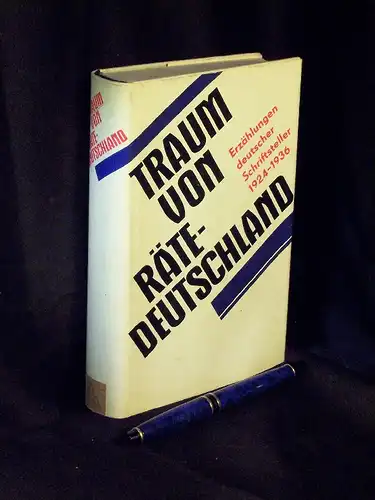 TRAUM
VON
RÄTE-
DEUTSCHLAND
TRAUM
VON
RÄTE-
DEUTSCHLAND
Erzählungen
deutscher
Schriftsteller
1924-1936